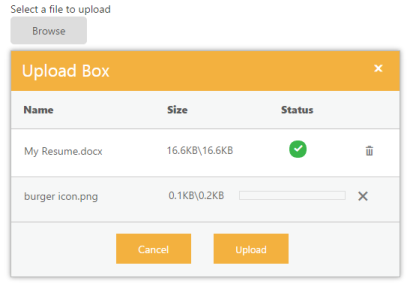 Select a file to upload
Browse
Upload Box
Name Size Status
My Resume.docx 16.6KB\16.6KB
burger icon.png 0.1KB\0.2KB
Cancel Upload